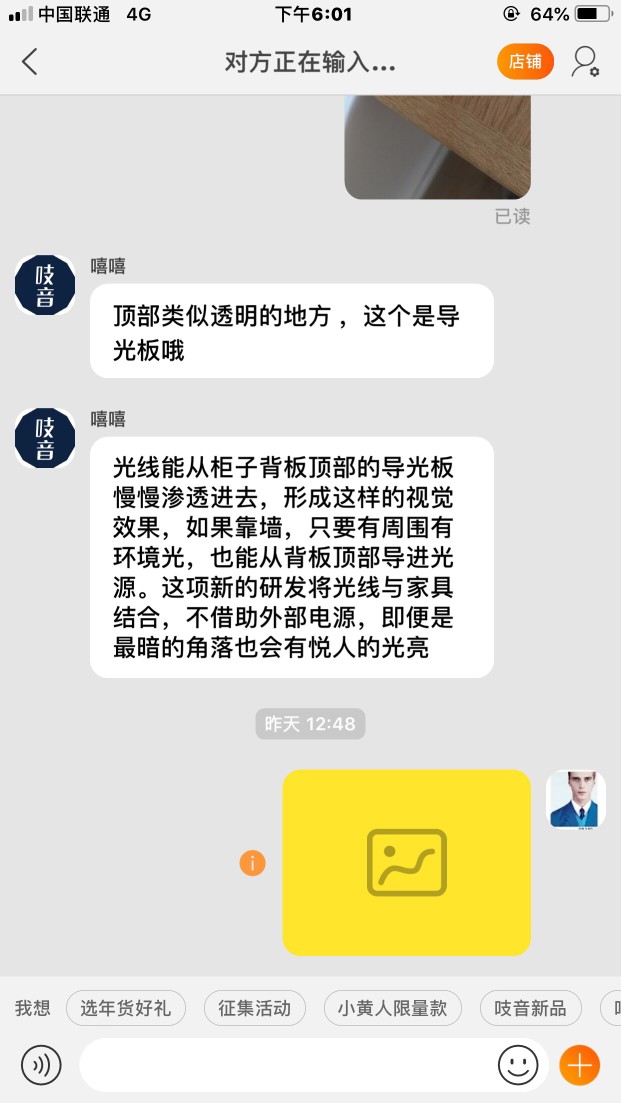 中国联通 4G 下午6:01 64%
对方正在输入... 店铺
已读
吱音
嘻嘻
顶部类似透明的地方，这个是导
光板哦
吱音
嘻嘻
光线能从柜子背板顶部的导光板
慢慢渗透进去，形成这样的视觉
效果，如果靠墙，只要有周围有
环境光，也能从背板顶部导进光
源。这项新的研发将光线与家具
结合，不借助外部电源，即便是
最暗的角落也会有悦人的光亮
昨天 12:48
我想 选年货好礼 征集活动 小黄人限量款 吱音新品